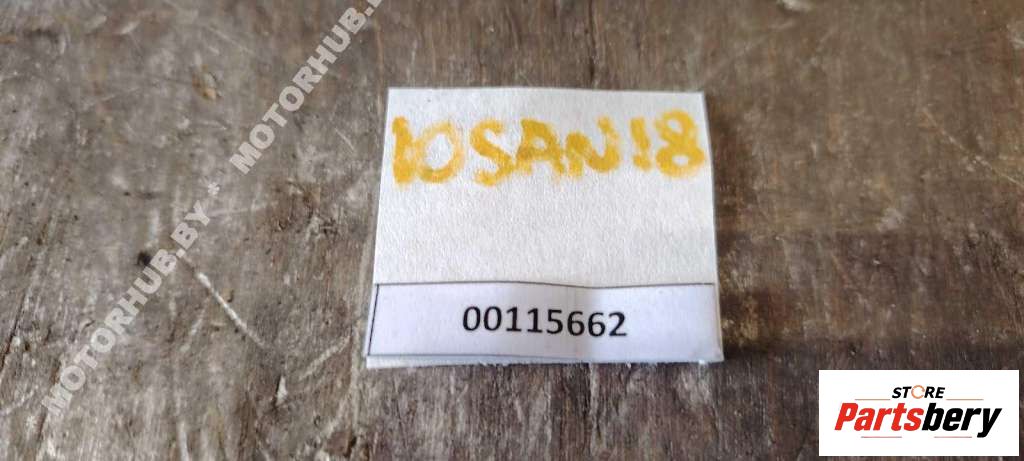 MOTORHUB.BY * MOTORHUB.BY
10SAN18
00115662
STORE
Partsbery